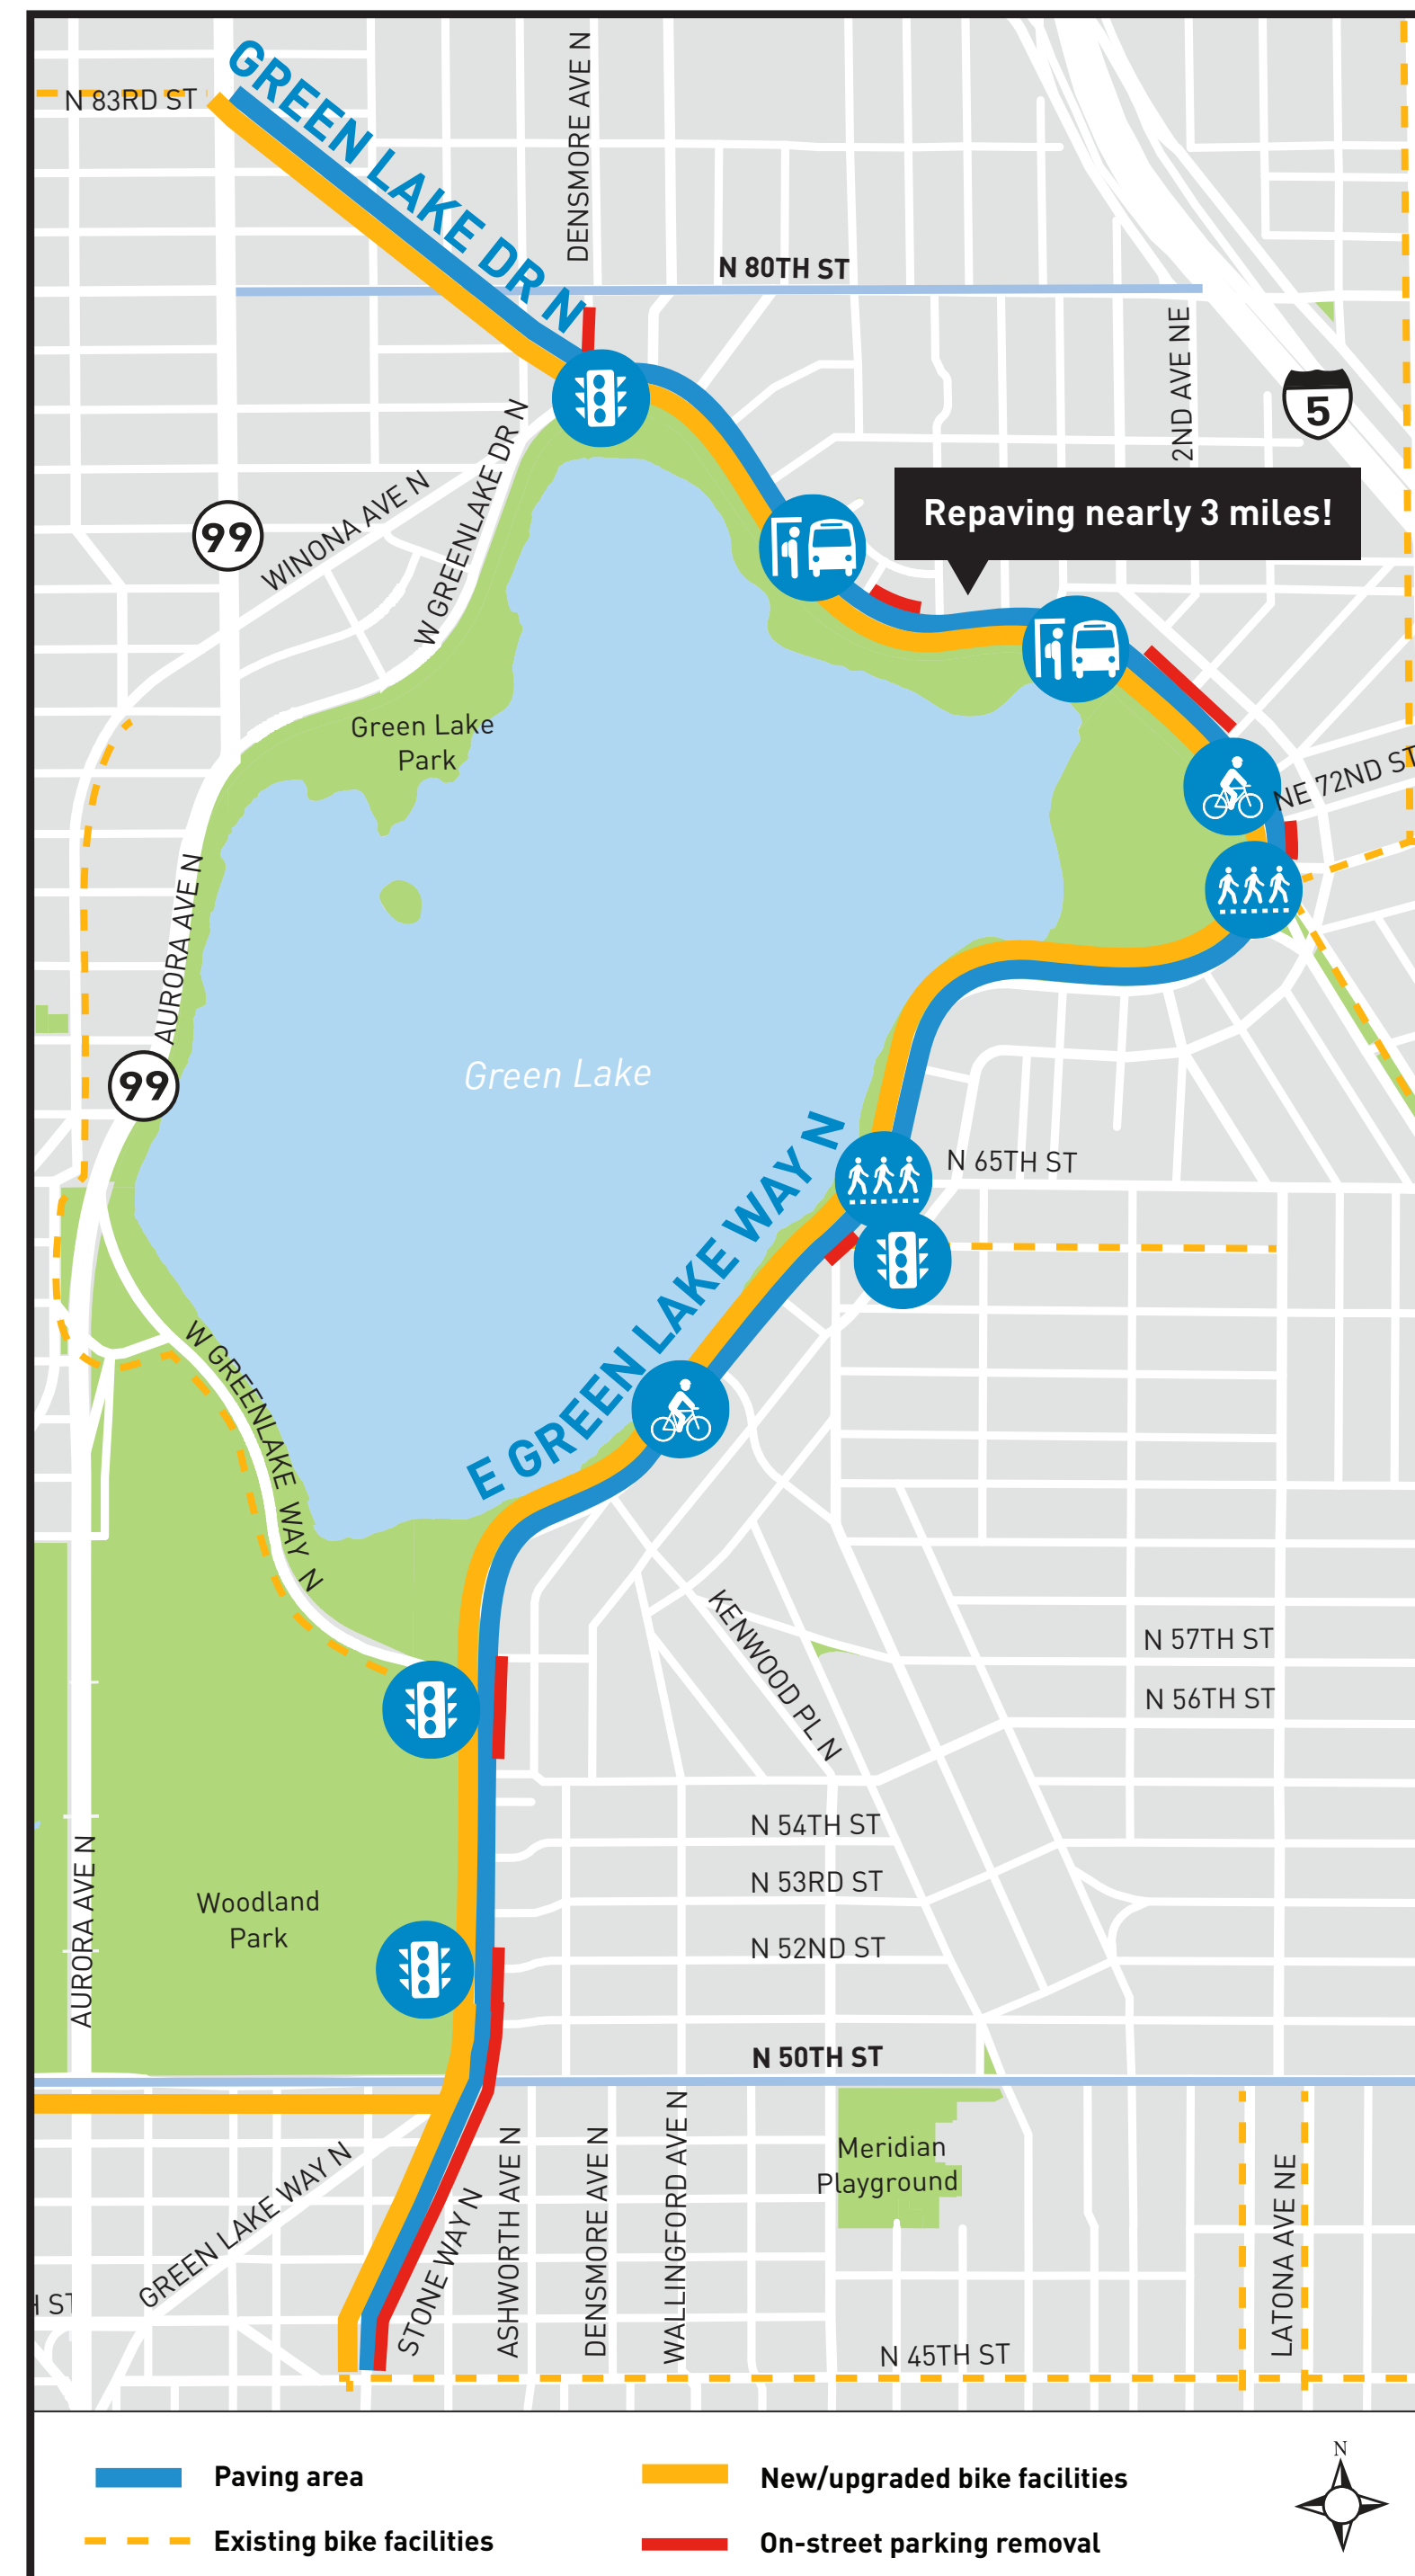 GREEN LAKE DR N
N 83RD ST
DENSMORE AVE N
N 80TH ST
2ND AVE NE
5
WINONA AVE N
W GREENLAKE DR N
99
Repaving nearly 3 miles!
Green Lake
Park
NE 72ND ST
AURORA AVE N
99
Green Lake
E GREEN LAKE WAY N
N 65TH ST
W GREENLAKE WAY N
KENWOOD PL N
N 57TH ST
N 56TH ST
N 54TH ST
N 53RD ST
N 52ND ST
Woodland
Park
AURORA AVE N
N 50TH ST
Meridian
Playground
GREEN LAKE WAY N
STONE WAY N
ASHWORTH AVE N
DENSMORE AVE N
WALLINGFORD AVE N
LATONA AVE NE
ST
N 45TH ST
N
Paving area
New/upgraded bike facilities
Existing bike facilities
On-street parking removal